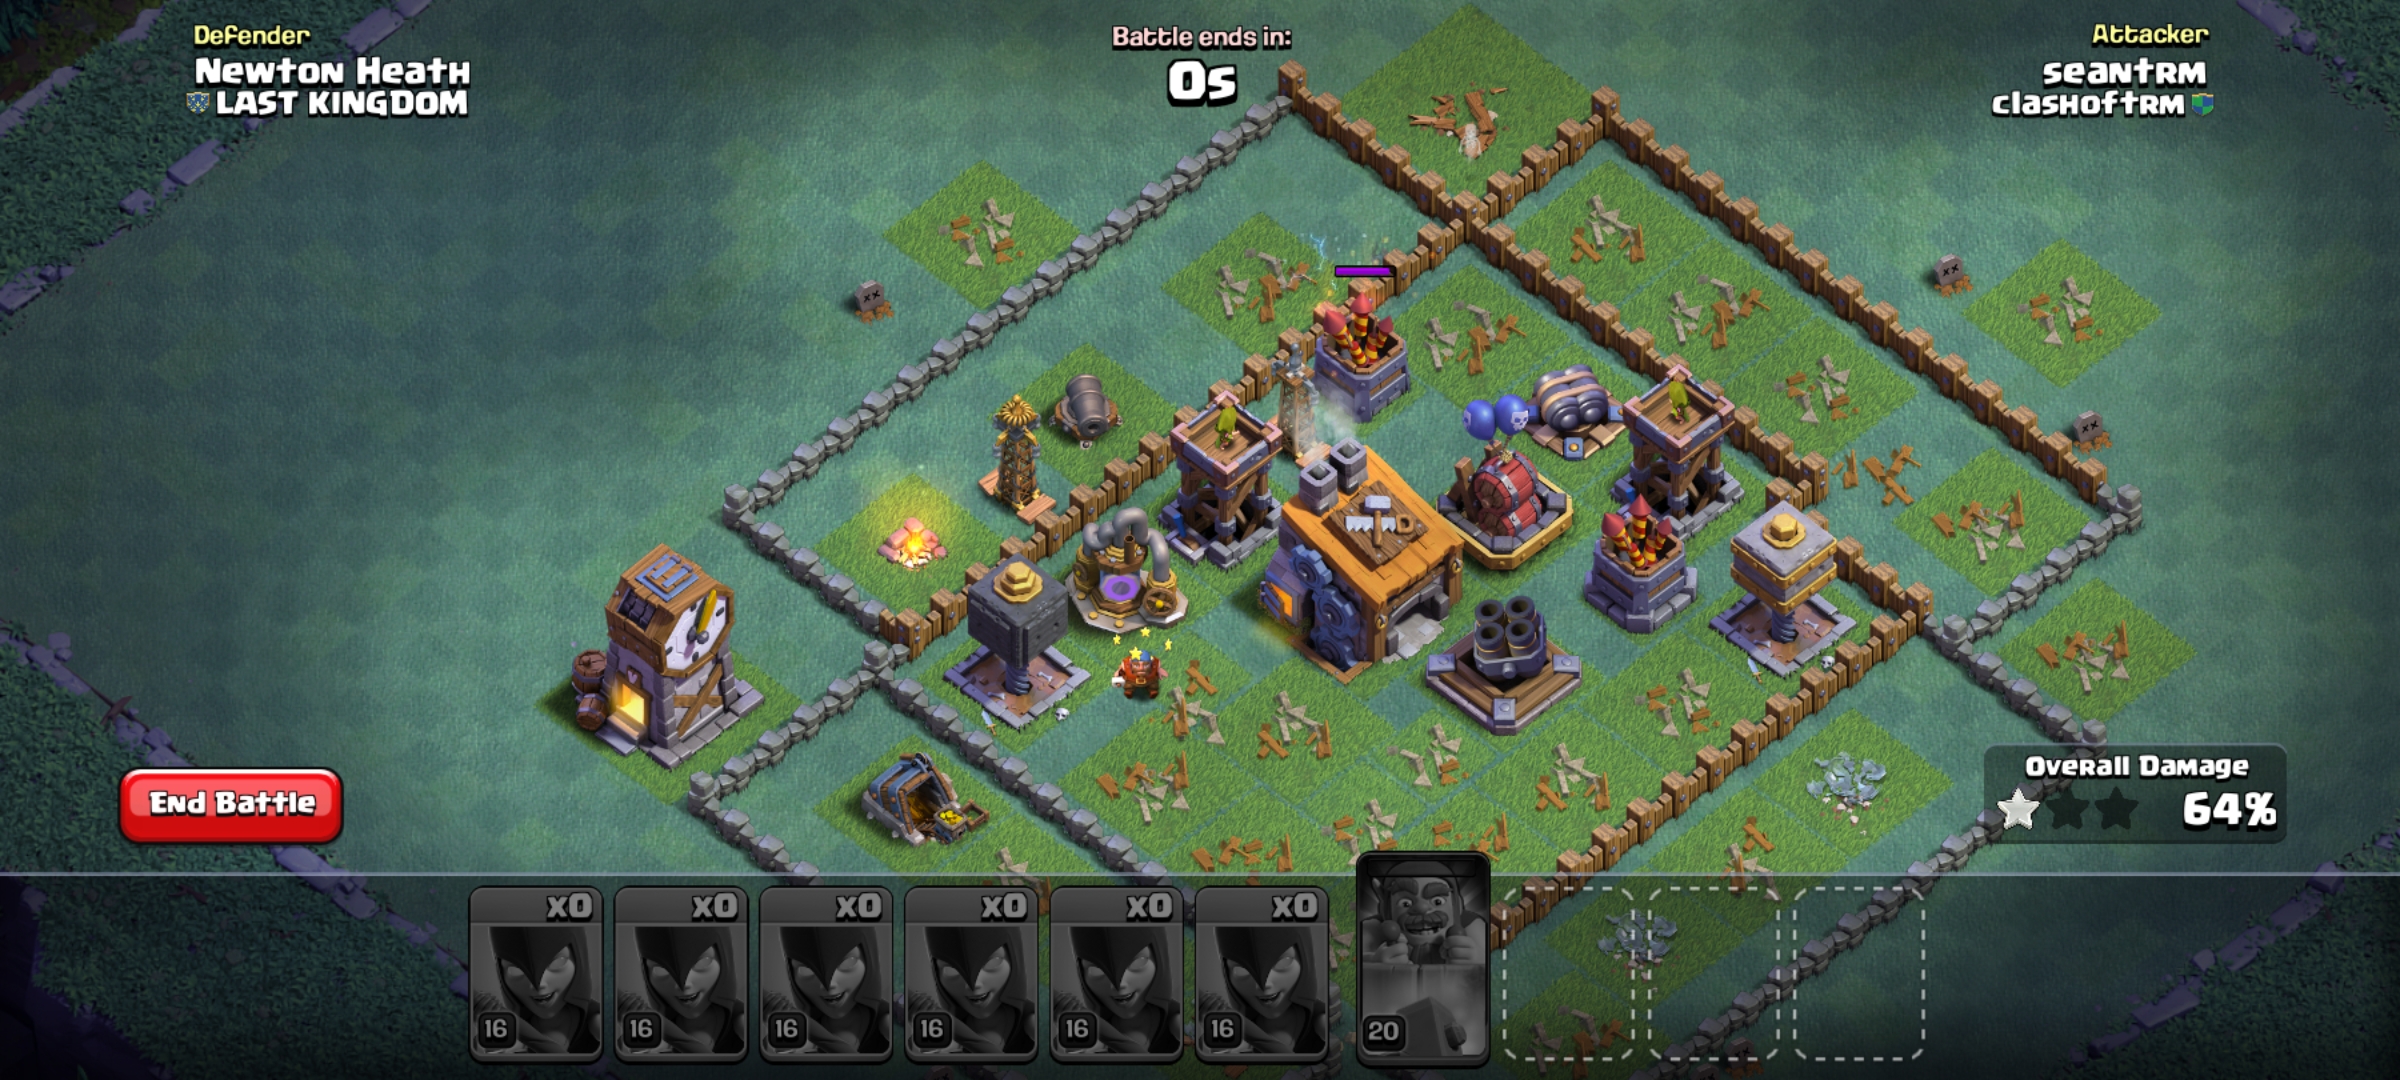 Defender
Newton Heath
LAST KINGDOM
Battle ends in:
0s
Attacker
seantRM
clashoftRM
End Battle
Overall Damage
64%
x0
x0
x0
x0
x0
x0
16
16
16
16
16
16
20